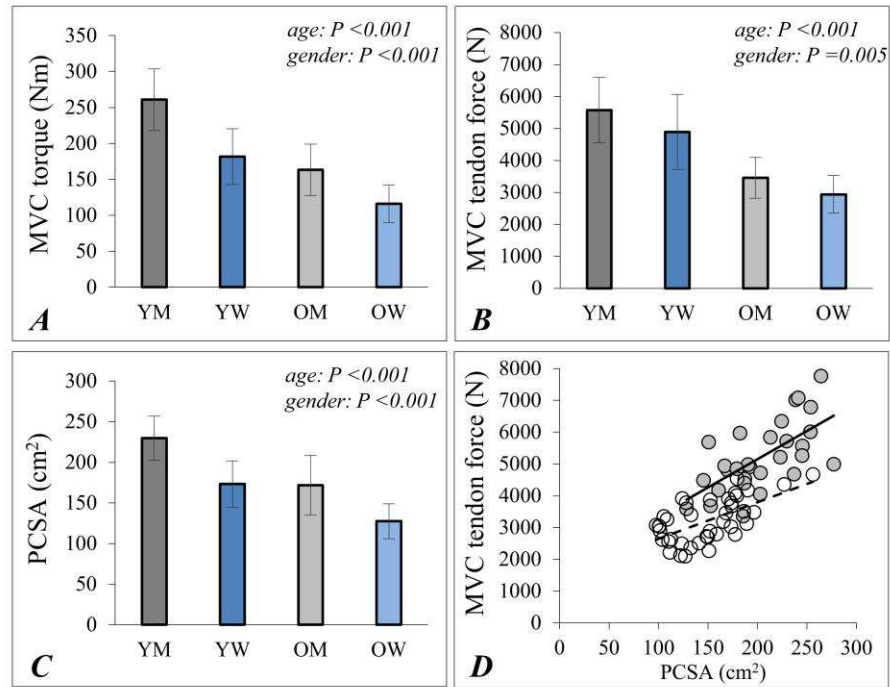 age: P <0.001
gender: P <0.001
MVC torque (Nm)
350
300
250
200
150
100
50
0
YM YW OM OW
A
age: P <0.001
gender: P =0.005
MVC tendon force (N)
8000
7000
6000
5000
4000
3000
2000
1000
0
YM YW OM OW
B
age: P <0.001
gender: P <0.001
PCSA (cm²)
300
250
200
150
100
50
0
YM YW OM OW
C
MVC tendon force (N)
8000
7000
6000
5000
4000
3000
2000
1000
0
0 50 100 150 200 250 300
PCSA (cm²)
D